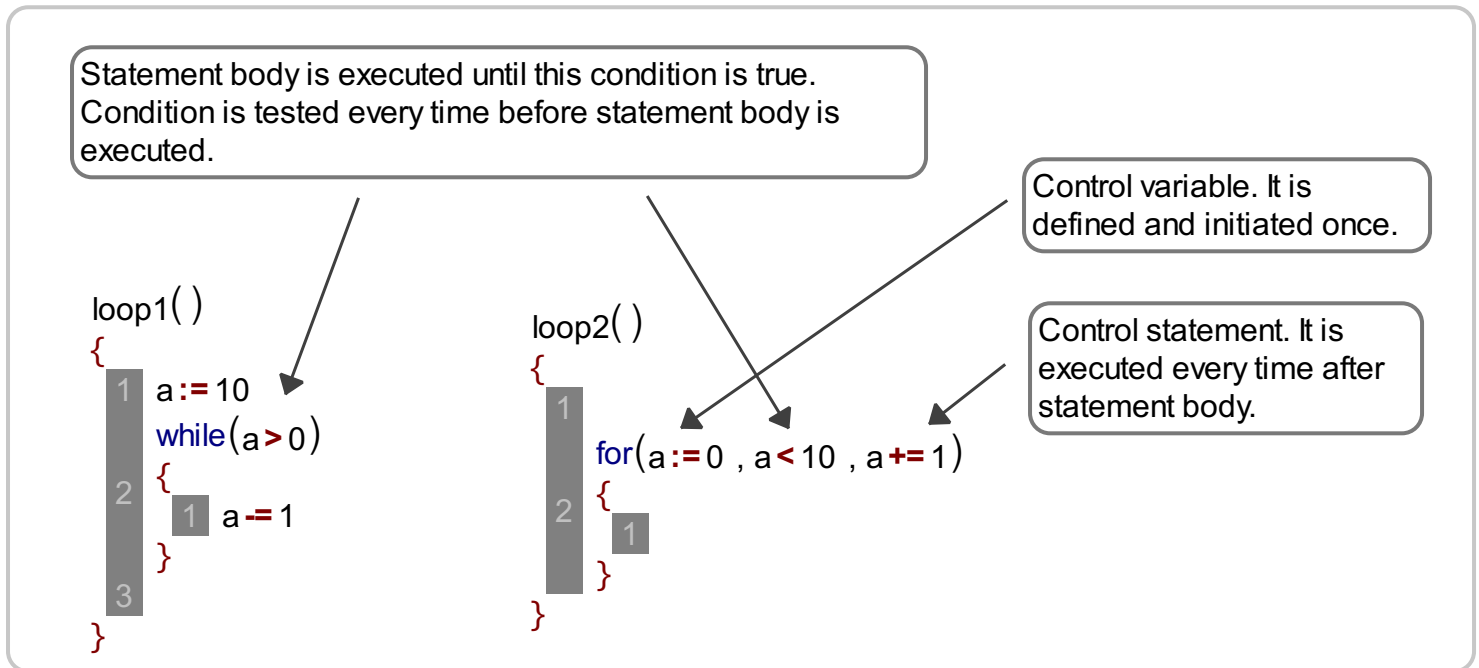 Statement body is executed until this condition is true.
Condition is tested every time before statement body is
executed.
Control variable. It is
defined and initiated once.
Control statement. It is
executed every time after
statement body.
loop1( )
{
1 a:= 10
while(a> 0)
2 {
1 a-= 1
}
3
}
loop2( )
{
1
for(a:=0 , a< 10 , a+= 1)
2 {
1
}
}